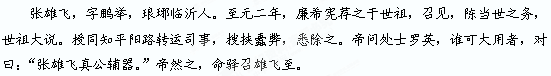 张雄飞，字鹏举，琅琊临沂人。至元二年，廉希宪荐之于世祖，召见，陈当世之务，
世祖大说。授同知平阳路转运司事，搜抉蠹弊，悉除之。帝问处士罗英，谁可大用者，对
曰：“张雄飞真公辅器。”帝然之，命驿召雄飞至。